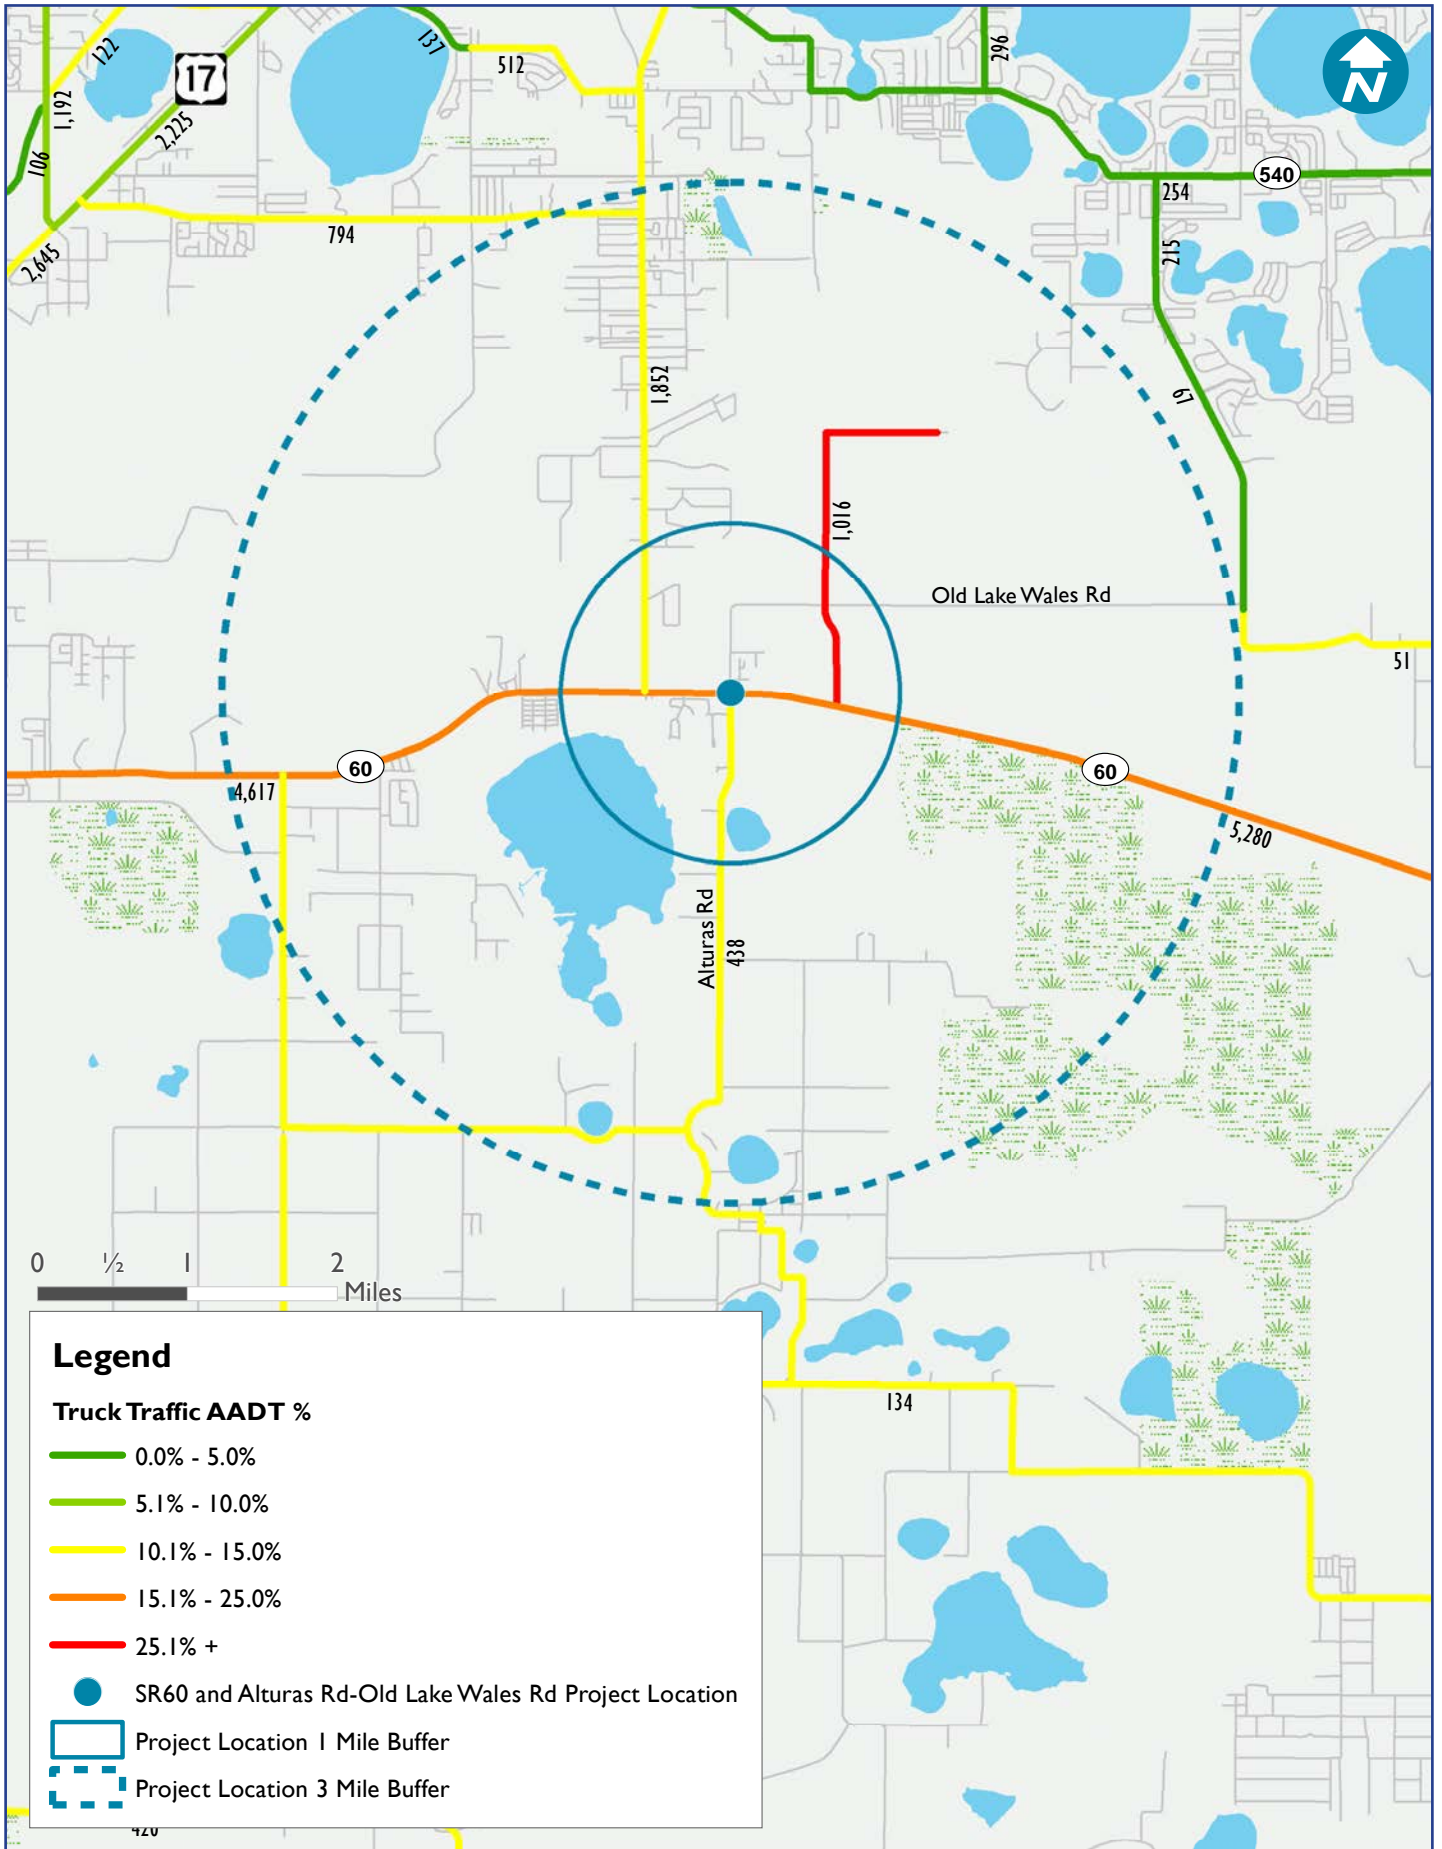 122
137
512
296
N
17
1,192
2,225
106
540
254
794
2,645
215
1,852
67
1,016
Old Lake Wales Rd
51
60
60
4,617
5,280
Alturas Rd
438
0 ½ 1 2
Miles
Legend
Truck Traffic AADT %
0.0% - 5.0%
5.1% - 10.0%
134
10.1% - 15.0%
15.1% - 25.0%
25.1% +
SR60 and Alturas Rd-Old Lake Wales Rd Project Location
Project Location 1 Mile Buffer
Project Location 3 Mile Buffer